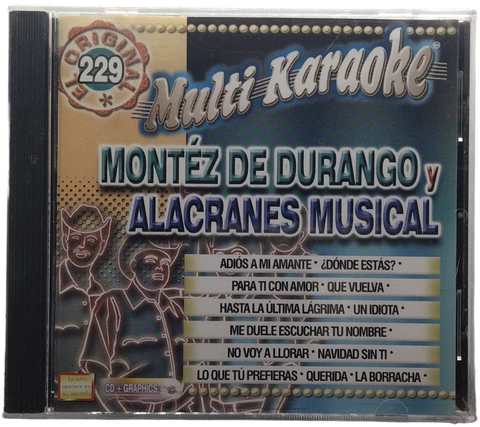 EL ORIGINAL
229
Multi Karaoke
MONTÉZ DE DURANGO y
ALACRANES MUSICAL
ADIÓS A MI AMANTE * ¿DÓNDE ESTÁS? *
PARA TI CON AMOR * QUE VUELVA *
HASTA LA ÚLTIMA LÁGRIMA * UN IDIOTA *
ME DUELE ESCUCHAR TU NOMBRE *
NO VOY A LLORAR * NAVIDAD SIN TI *
LO QUE TÚ PREFIERAS * QUERIDA * LA BORRACHA *
CD + GRAPHICS